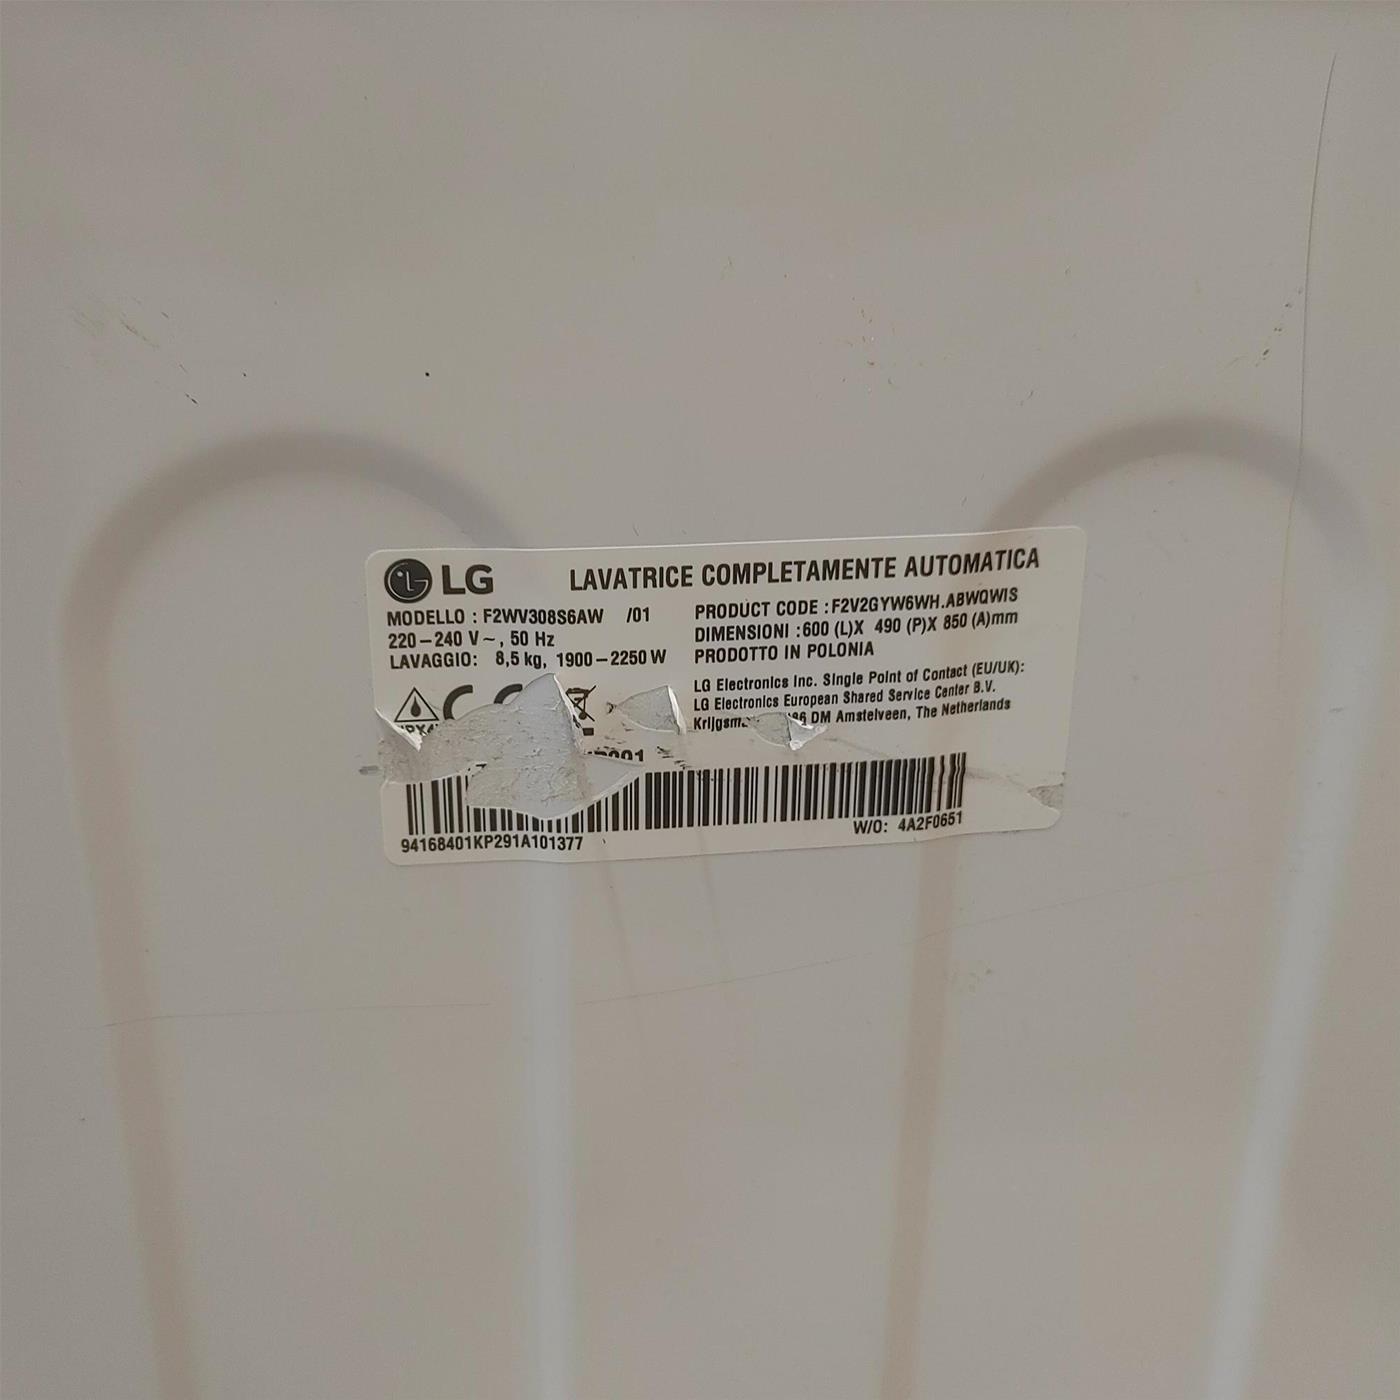 LG
LAVATRICE COMPLETAMENTE AUTOMATICA
MODELLO : F2WV308S6AW /01
220-240 V~, 50 Hz
LAVAGGIO: 8,5 kg, 1900-2250 W
PRODUCT CODE : F2V2GYW6WH.ABWQWIS
DIMENSIONI :600 (L)X 490 (P)X 850 (A)mm
PRODOTTO IN POLONIA
LG Electronics Inc. Single Point of Contact (EU/UK):
LG Electronics European Shared Service Center B.V.
DM Amstelveen, The Netherlands
94168401KP291A101377
W/O: 4A2F0651